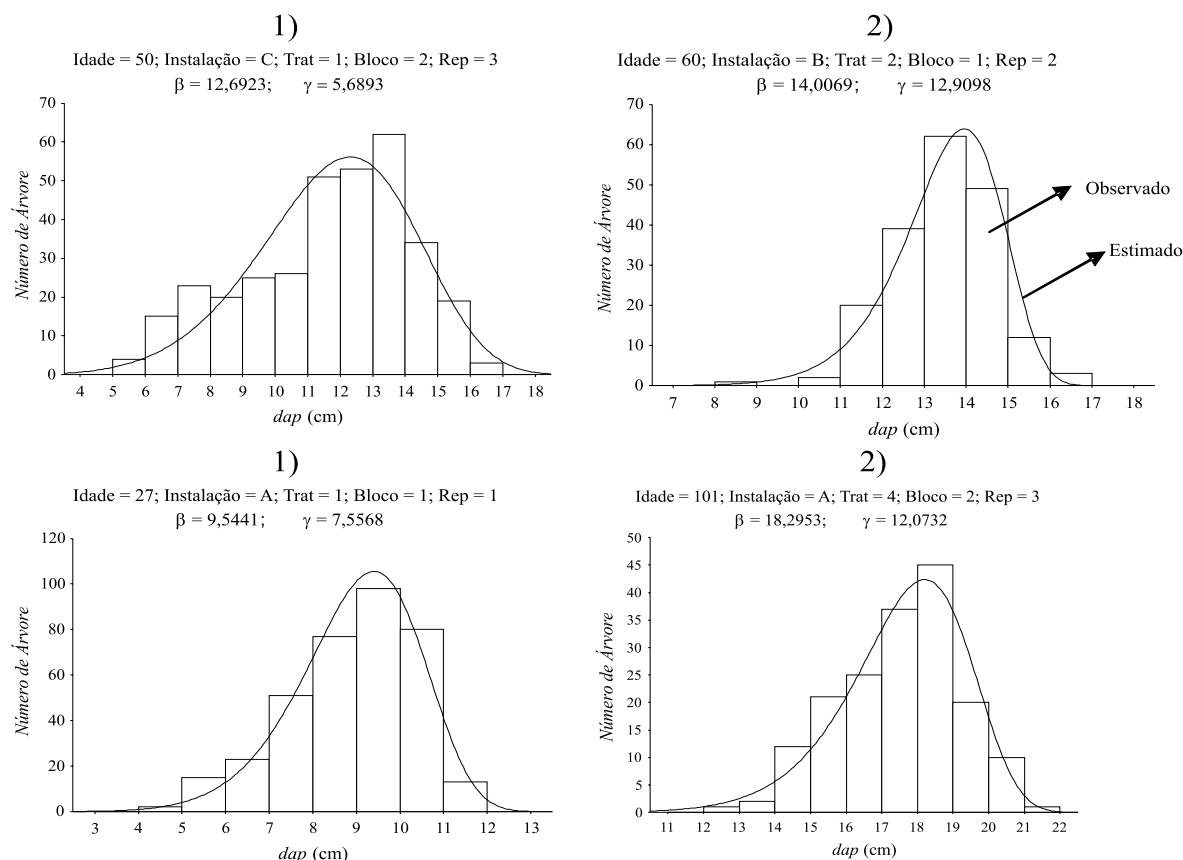 1)
Idade = 50; Instalação = C; Trat = 1; Bloco = 2; Rep = 3
β = 12,6923; γ = 5,6893
70
60
50
40
30
20
10
0
Número de Árvore
4 5 6 7 8 9 10 11 12 13 14 15 16 17 18
dap (cm)
2)
Idade = 60; Instalação = B; Trat = 2; Bloco = 1; Rep = 2
β = 14,0069; γ = 12,9098
70
60
50
40
30
20
10
0
Número de Árvore
Observado
Estimado
7 8 9 10 11 12 13 14 15 16 17 18
dap (cm)
1)
Idade = 27; Instalação = A; Trat = 1; Bloco = 1; Rep = 1
β = 9,5441; γ = 7,5568
120
100
80
60
40
20
0
Número de Árvore
3 4 5 6 7 8 9 10 11 12 13
dap (cm)
2)
Idade = 101; Instalação = A; Trat = 4; Bloco = 2; Rep = 3
β = 18,2953; γ = 12,0732
50
45
40
35
30
25
20
15
10
5
0
Número de Árvore
11 12 13 14 15 16 17 18 19 20 21 22
dap (cm)